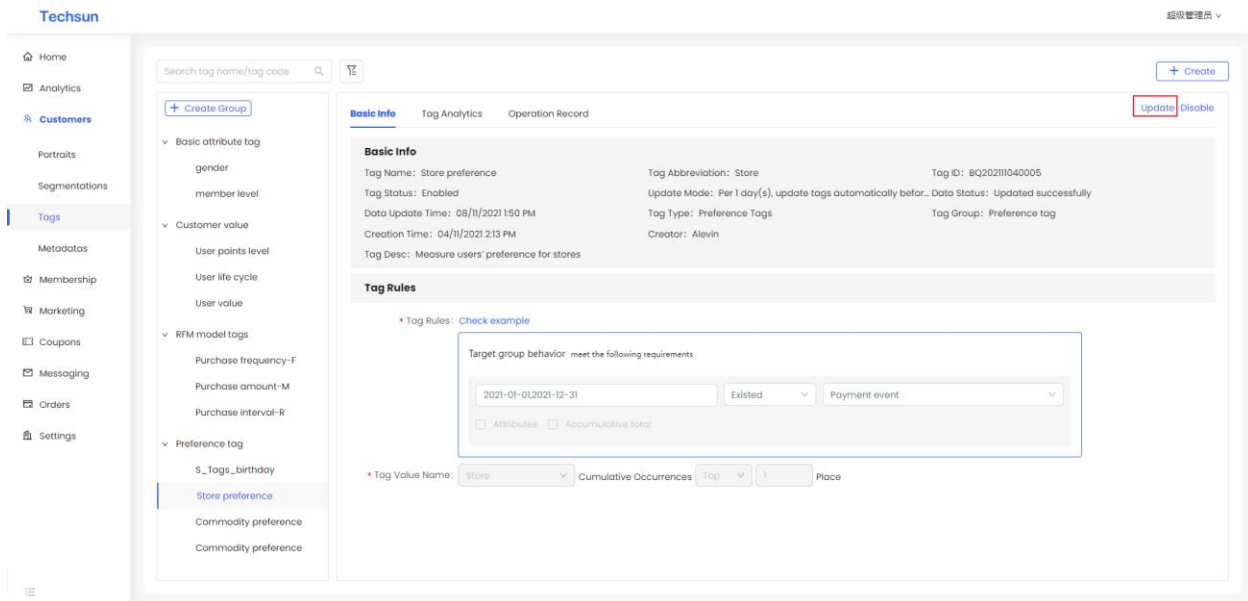 Techsun
超级管理员
Home
Analytics
Customers
Portraits
Segmentations
Tags
Metadatas
Membership
Marketing
Coupons
Messaging
Orders
Settings
Search tag name/tag code
+ Create
+ Create Group
Basic attribute tag
gender
member level
Customer value
User points level
User life cycle
User value
RFM model tags
Purchase frequency-F
Purchase amount-M
Purchase interval-R
Preference tag
S_Tags_birthday
Store preference
Commodity preference
Commodity preference
Basic Info Tag Analytics Operation Record
Update Disable
Basic Info
Tag Name: Store preference Tag Abbreviation: Store Tag ID: BQ202111040005
Tag Status: Enabled Update Mode: Per 1 day(s), update tags automatically befor... Data Status: Updated successfully
Data Update Time: 08/11/2021 1:50 PM Tag Type: Preference Tags Tag Group: Preference tag
Creation Time: 04/11/2021 2:13 PM Creator: Alevin
Tag Desc: Measure users' preference for stores
Tag Rules
* Tag Rules: Check example
Target group behavior meet the following requirements
2021-01-01,2021-12-31 Existed Payment event
Attributes Accumulative total
* Tag Value Name: Store Cumulative Occurrences Top 1 Place